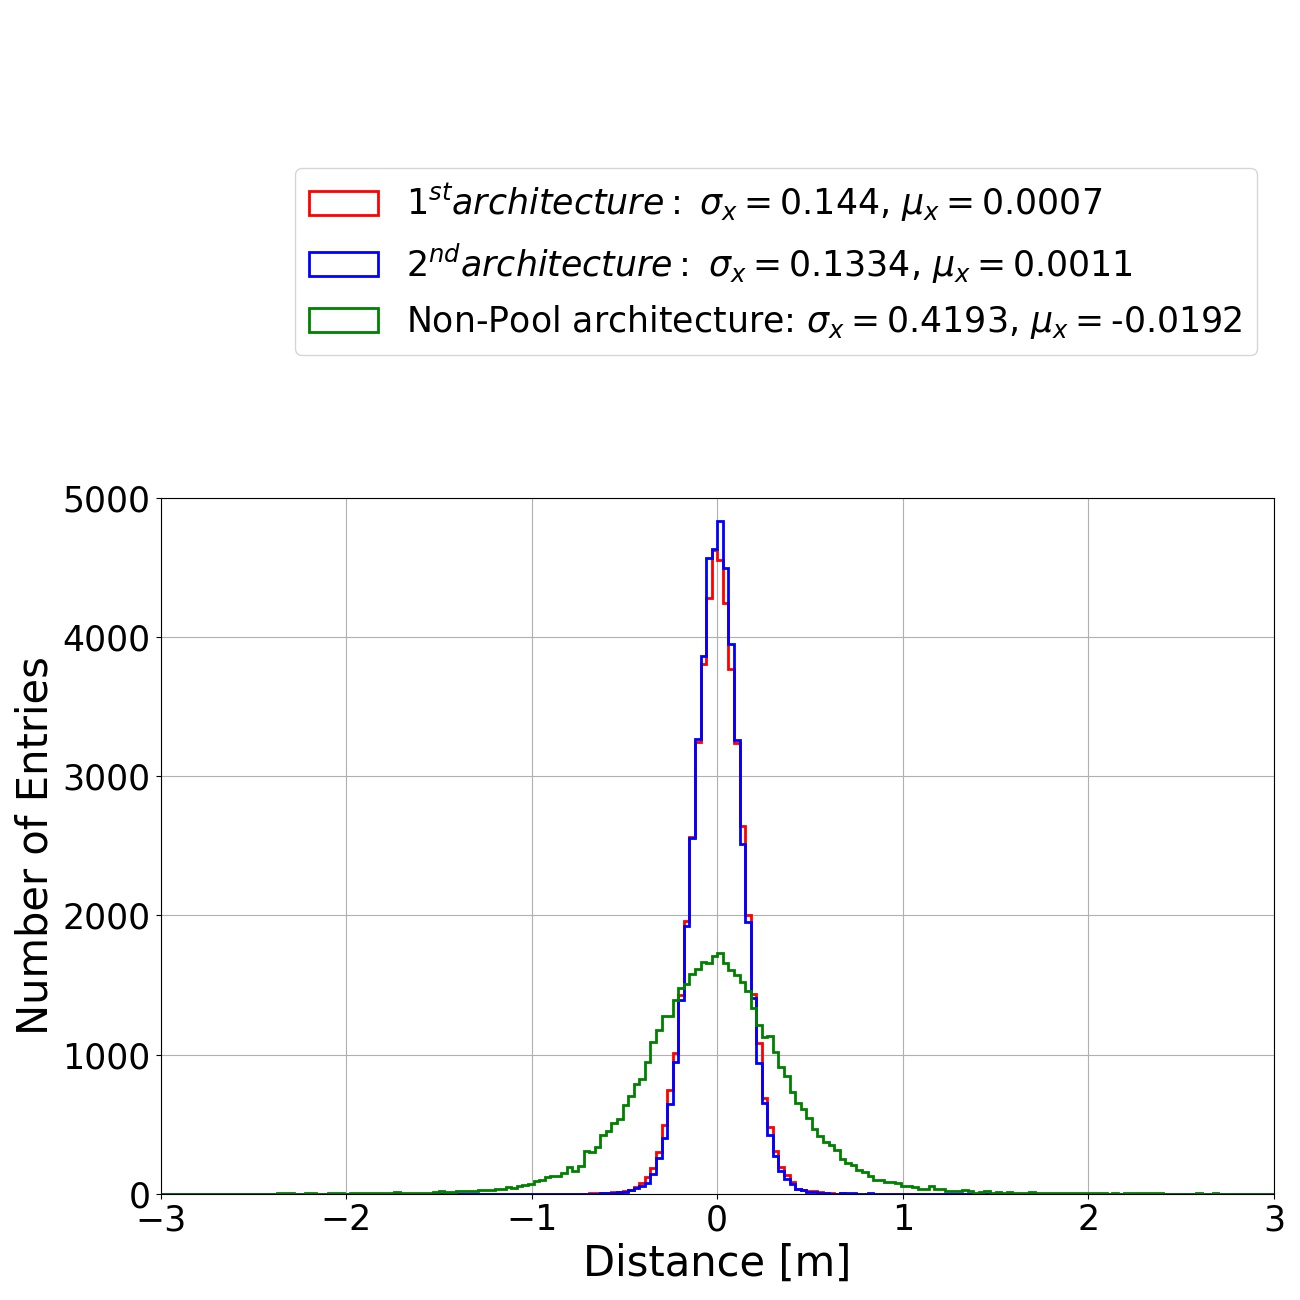 1^{st}architecture: σ_x = 0.144, μ_x = 0.0007
2^{nd}architecture: σ_x = 0.1334, μ_x = 0.0011
Non-Pool architecture: σ_x = 0.4193, μ_x = -0.0192
5000
4000
3000
2000
1000
0
Number of Entries
−3 −2 −1 0 1 2 3
Distance [m]